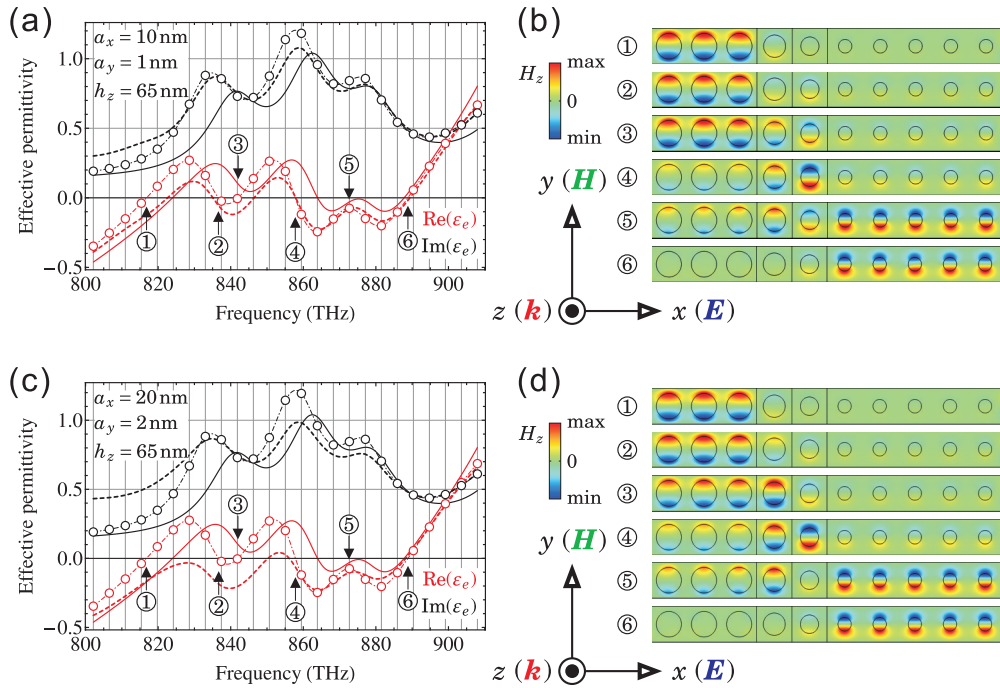 (a)
a_x = 10 nm
a_y = 1 nm
h_z = 65 nm
Effective permittivity
1.0
0.5
0.0
−0.5
③
⑤
①
②
④
⑥
Re(ε_e)
Im(ε_e)
800 820 840 860 880 900
Frequency (THz)
(b)
H_z
max
0
min
①
②
③
④
⑤
⑥
y (H)
z (k)
x (E)
(c)
a_x = 20 nm
a_y = 2 nm
h_z = 65 nm
Effective permittivity
1.0
0.5
0.0
−0.5
③
⑤
①
②
④
⑥
Re(ε_e)
Im(ε_e)
800 820 840 860 880 900
Frequency (THz)
(d)
H_z
max
0
min
①
②
③
④
⑤
⑥
y (H)
z (k)
x (E)